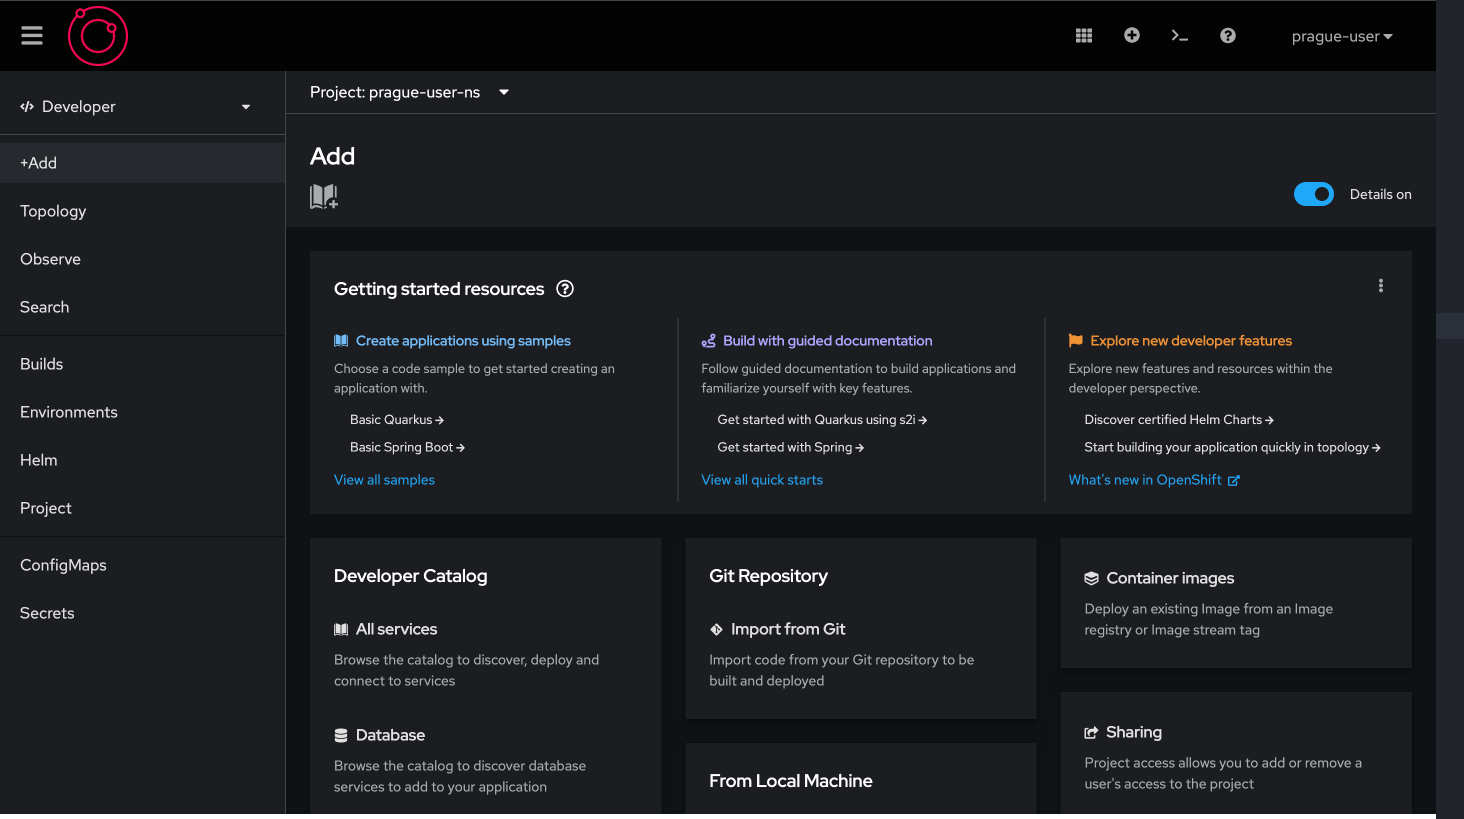 prague-user
Developer
Project: prague-user-ns
+Add
Topology
Observe
Search
Builds
Environments
Helm
Project
ConfigMaps
Secrets
Add
Details on
Getting started resources
Create applications using samples
Choose a code sample to get started creating an
application with.
Basic Quarkus
Basic Spring Boot
View all samples
Build with guided documentation
Follow guided documentation to build applications and
familiarize yourself with key features.
Get started with Quarkus using s2i
Get started with Spring
View all quick starts
Explore new developer features
Explore new features and resources within the
developer perspective.
Discover certified Helm Charts
Start building your application quickly in topology
What's new in OpenShift
Developer Catalog
All services
Browse the catalog to discover, deploy and
connect to services
Database
Browse the catalog to discover database
services to add to your application
Git Repository
Import from Git
Import code from your Git repository to be
built and deployed
From Local Machine
Container images
Deploy an existing Image from an Image
registry or Image stream tag
Sharing
Project access allows you to add or remove a
user's access to the project